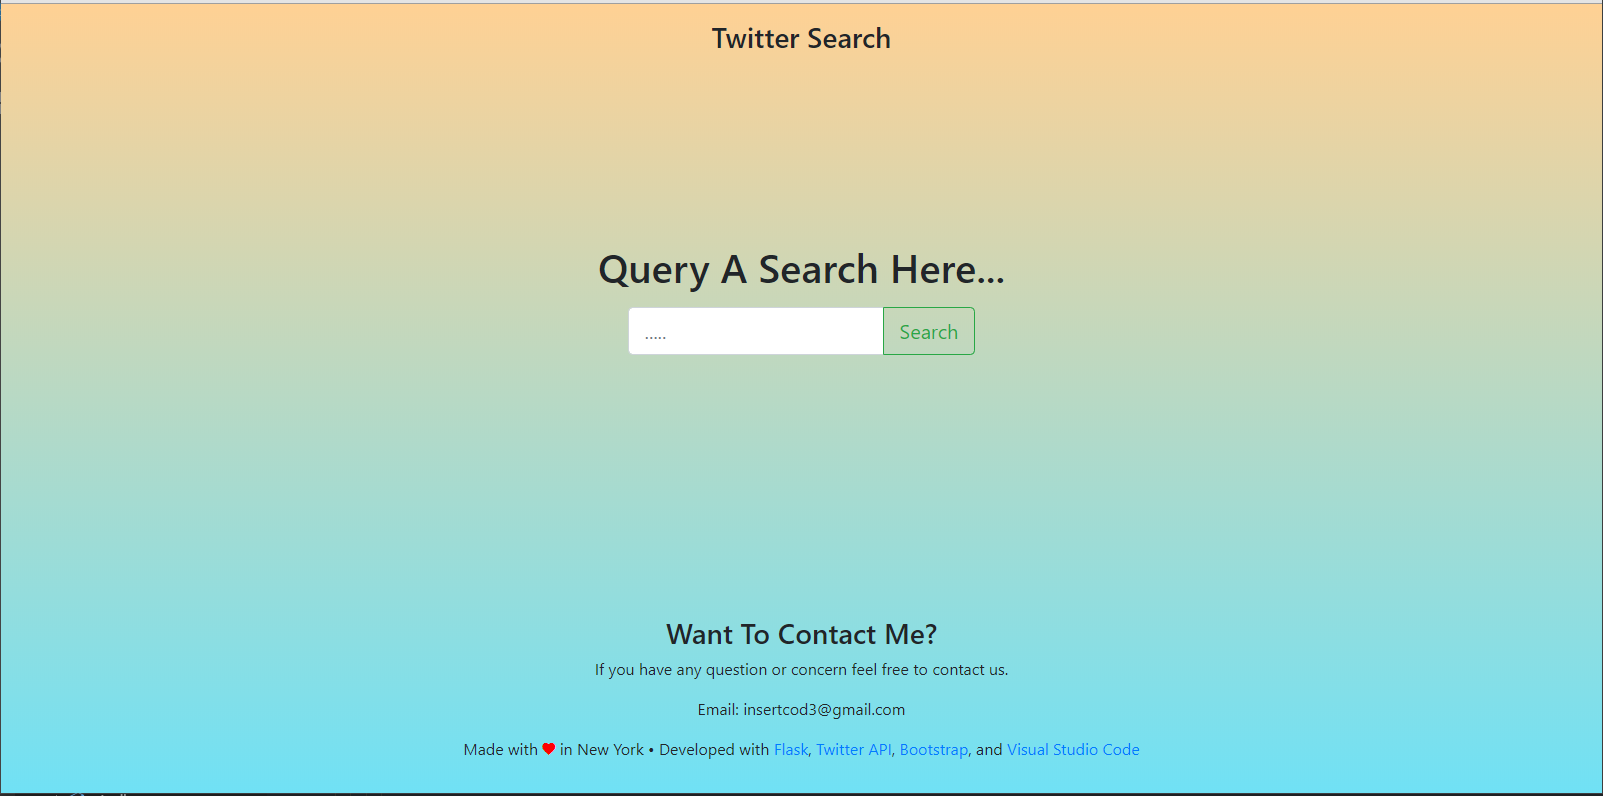 Twitter Search
Query A Search Here...
.....
Search
Want To Contact Me?
If you have any question or concern feel free to contact us.
Email: insertcod3@gmail.com
Made with ❤ in New York • Developed with Flask, Twitter API, Bootstrap, and Visual Studio Code